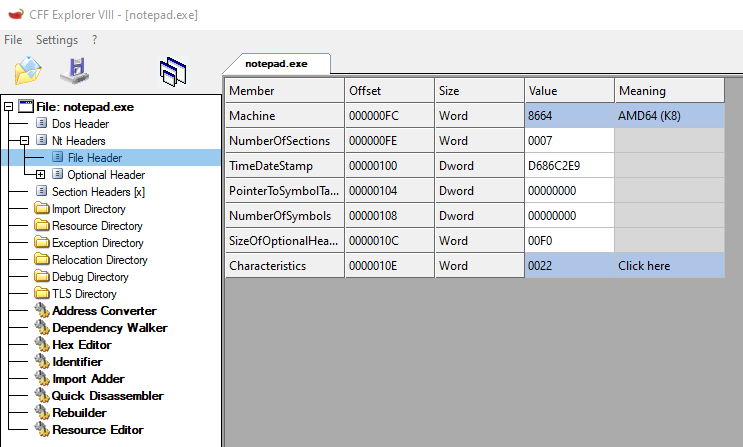 CFF Explorer VIII - [notepad.exe]
File Settings ?
notepad.exe
File: notepad.exe
Dos Header
Nt Headers
File Header
Optional Header
Section Headers [x]
Import Directory
Resource Directory
Exception Directory
Relocation Directory
Debug Directory
TLS Directory
Address Converter
Dependency Walker
Hex Editor
Identifier
Import Adder
Quick Disassembler
Rebuilder
Resource Editor
Member Offset Size Value Meaning
Machine 000000FC Word 8664 AMD64 (K8)
NumberOfSections 000000FE Word 0007
TimeDateStamp 00000100 Dword D686C2E9
PointerToSymbolTa... 00000104 Dword 00000000
NumberOfSymbols 00000108 Dword 00000000
SizeOfOptionalHea... 0000010C Word 00F0
Characteristics 0000010E Word 0022 Click here